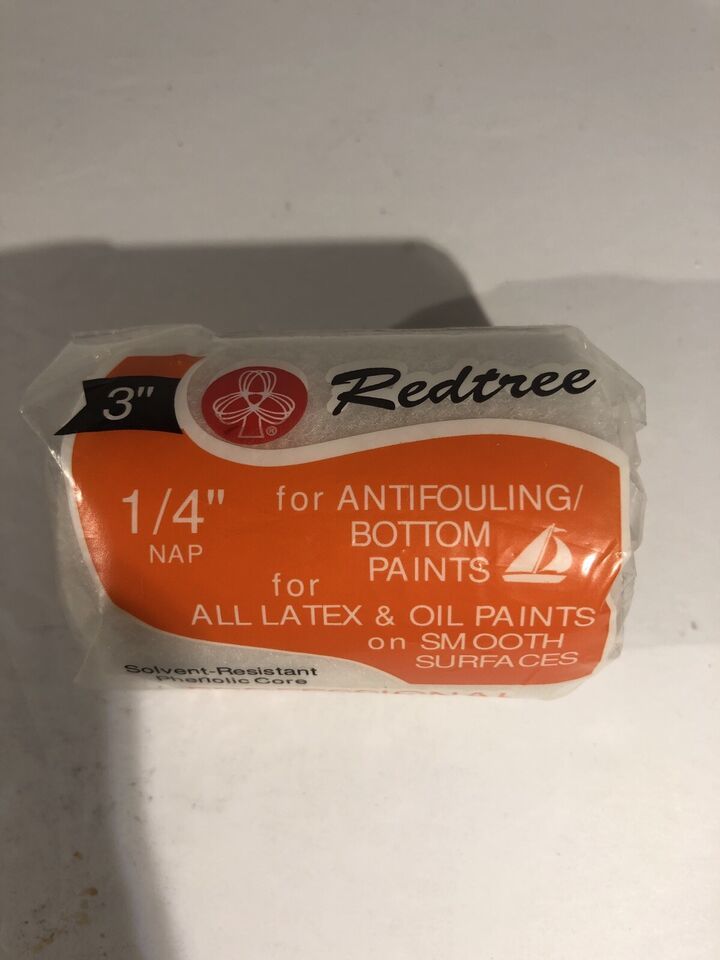 3"
Redtree
®
1/4"
NAP
for ANTIFOULING/
BOTTOM
PAINTS
for
ALL LATEX & OIL PAINTS
on SMOOTH
SURFACES
Solvent-Resistant
Phenolic Core